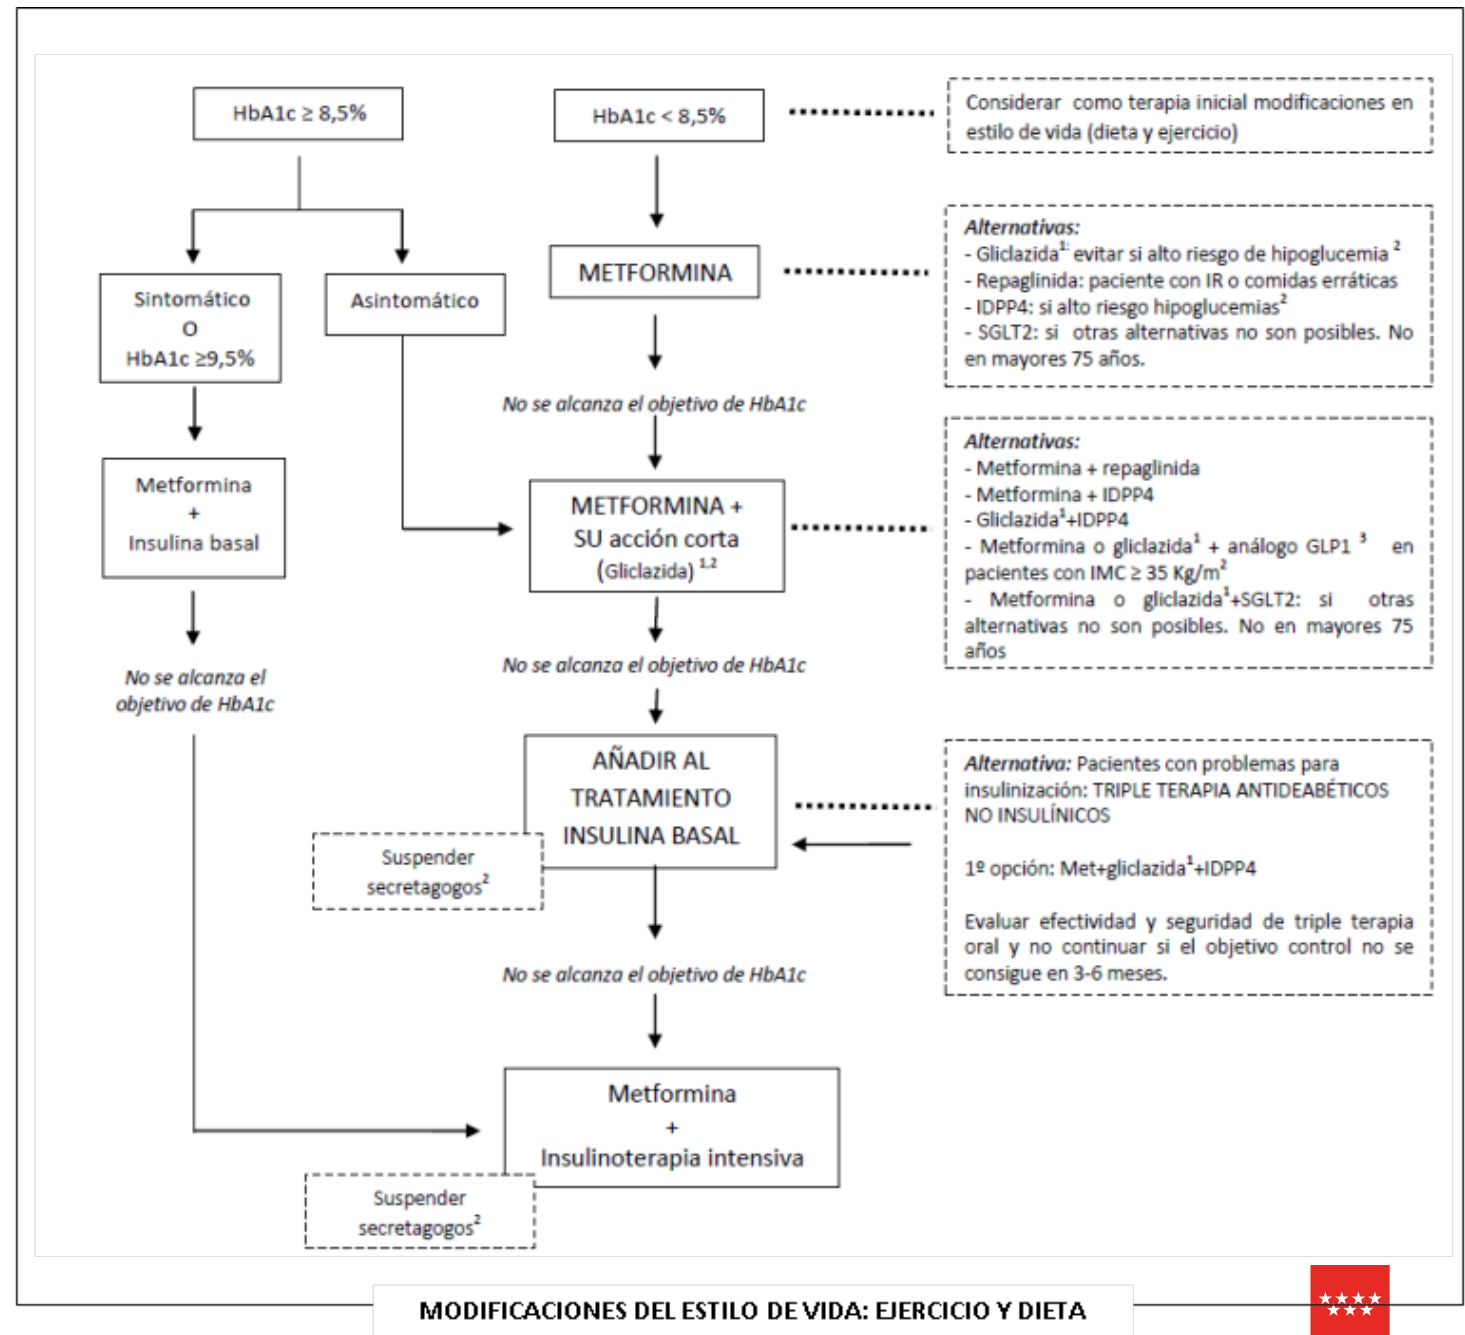 HbA1c ≥ 8,5%
HbA1c < 8,5%
Considerar como terapia inicial modificaciones en
estilo de vida (dieta y ejercicio)
Sintomático
O
HbA1c ≥9,5%
Asintomático
METFORMINA
Alternativas:
- Gliclazida¹: evitar si alto riesgo de hipoglucemia ²
- Repaglinida: paciente con IR o comidas erráticas
- IDPP4: si alto riesgo hipoglucemias²
- SGLT2: si otras alternativas no son posibles. No
en mayores 75 años.
No se alcanza el objetivo de HbA1c
Metformina
+
Insulina basal
METFORMINA +
SU acción corta
(Gliclazida) ¹,²
Alternativas:
- Metformina + repaglinida
- Metformina + IDPP4
- Gliclazida¹+IDPP4
- Metformina o gliclazida¹ + análogo GLP1 ³ en
pacientes con IMC ≥ 35 Kg/m²
- Metformina o gliclazida¹+SGLT2: si otras
alternativas no son posibles. No en mayores 75
años
No se alcanza el
objetivo de HbA1c
No se alcanza el objetivo de HbA1c
AÑADIR AL
TRATAMIENTO
INSULINA BASAL
Suspender
secretagogos²
Alternativa: Pacientes con problemas para
insulinización: TRIPLE TERAPIA ANTIDEABÉTICOS
NO INSULÍNICOS
1º opción: Met+gliclazida¹+IDPP4
Evaluar efectividad y seguridad de triple terapia
oral y no continuar si el objetivo control no se
consigue en 3-6 meses.
No se alcanza el objetivo de HbA1c
Metformina
+
Insulinoterapia intensiva
Suspender
secretagogos²
MODIFICACIONES DEL ESTILO DE VIDA: EJERCICIO Y DIETA